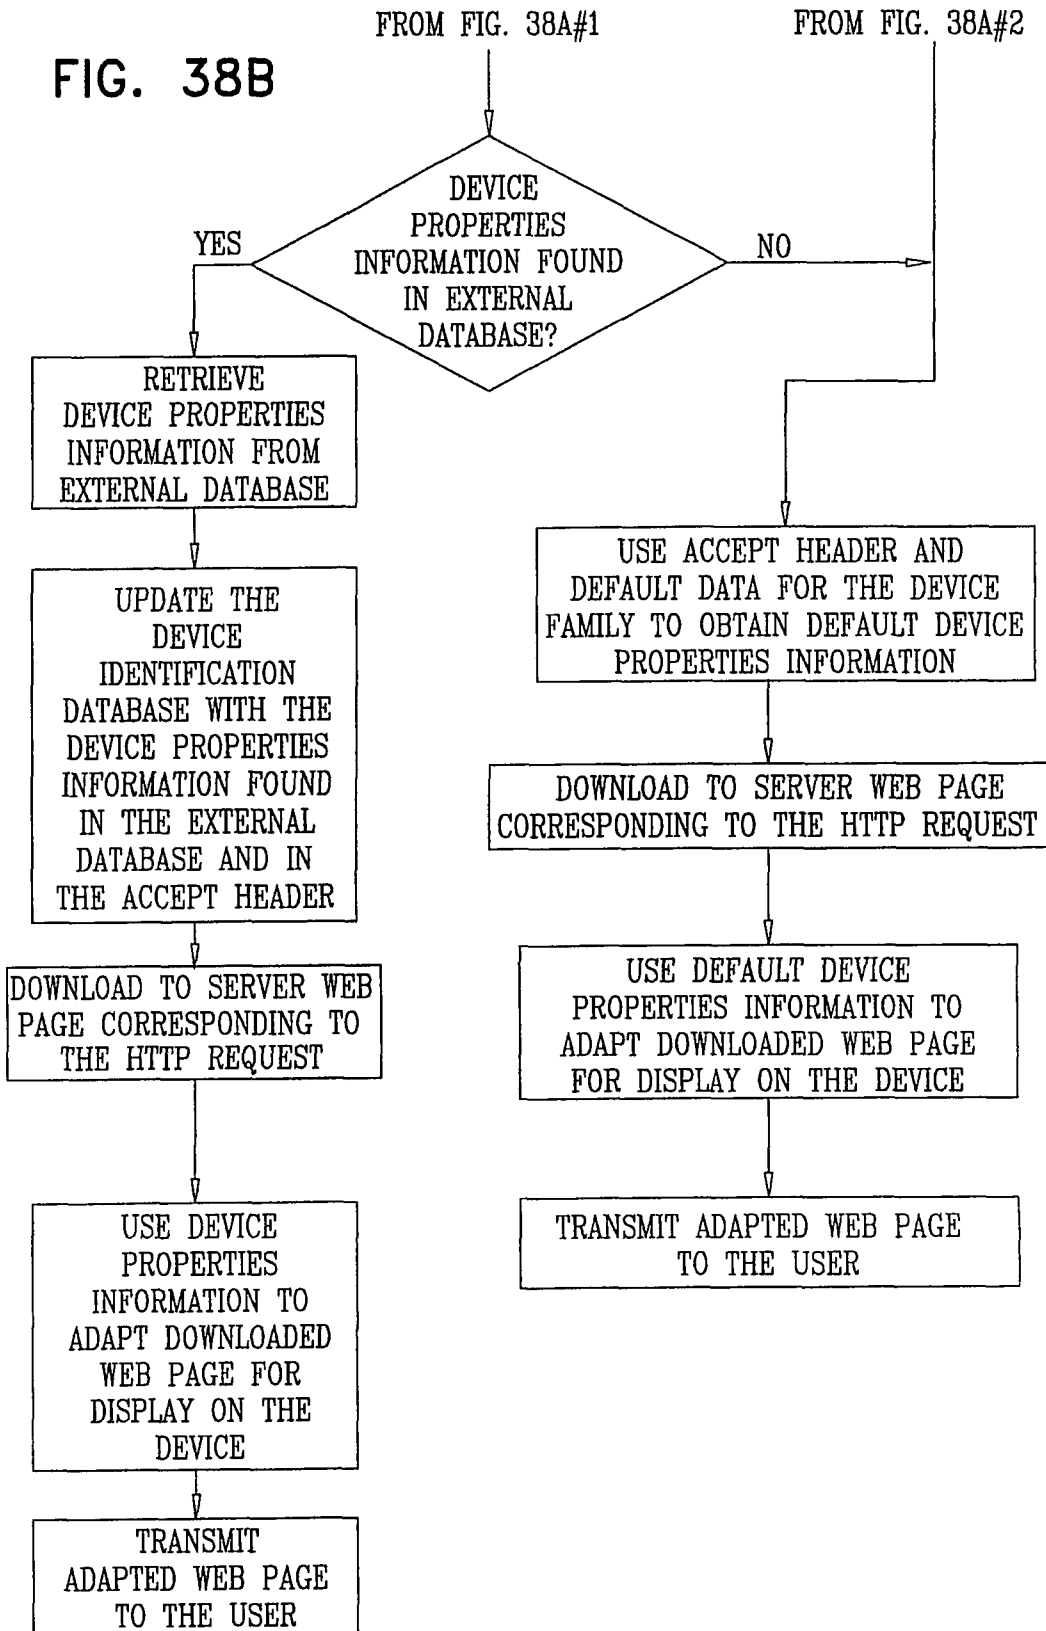 FROM FIG. 38A#1
FROM FIG. 38A#2
FIG. 38B
DEVICE
PROPERTIES
INFORMATION FOUND
IN EXTERNAL
DATABASE?
YES
NO
RETRIEVE
DEVICE PROPERTIES
INFORMATION FROM
EXTERNAL DATABASE
UPDATE THE
DEVICE
IDENTIFICATION
DATABASE WITH THE
DEVICE PROPERTIES
INFORMATION FOUND
IN THE EXTERNAL
DATABASE AND IN
THE ACCEPT HEADER
DOWNLOAD TO SERVER WEB
PAGE CORRESPONDING TO
THE HTTP REQUEST
USE DEVICE
PROPERTIES
INFORMATION TO
ADAPT DOWNLOADED
WEB PAGE FOR
DISPLAY ON THE
DEVICE
TRANSMIT
ADAPTED WEB PAGE
TO THE USER
USE ACCEPT HEADER AND
DEFAULT DATA FOR THE DEVICE
FAMILY TO OBTAIN DEFAULT DEVICE
PROPERTIES INFORMATION
DOWNLOAD TO SERVER WEB PAGE
CORRESPONDING TO THE HTTP REQUEST
USE DEFAULT DEVICE
PROPERTIES INFORMATION TO
ADAPT DOWNLOADED WEB PAGE
FOR DISPLAY ON THE DEVICE
TRANSMIT ADAPTED WEB PAGE
TO THE USER